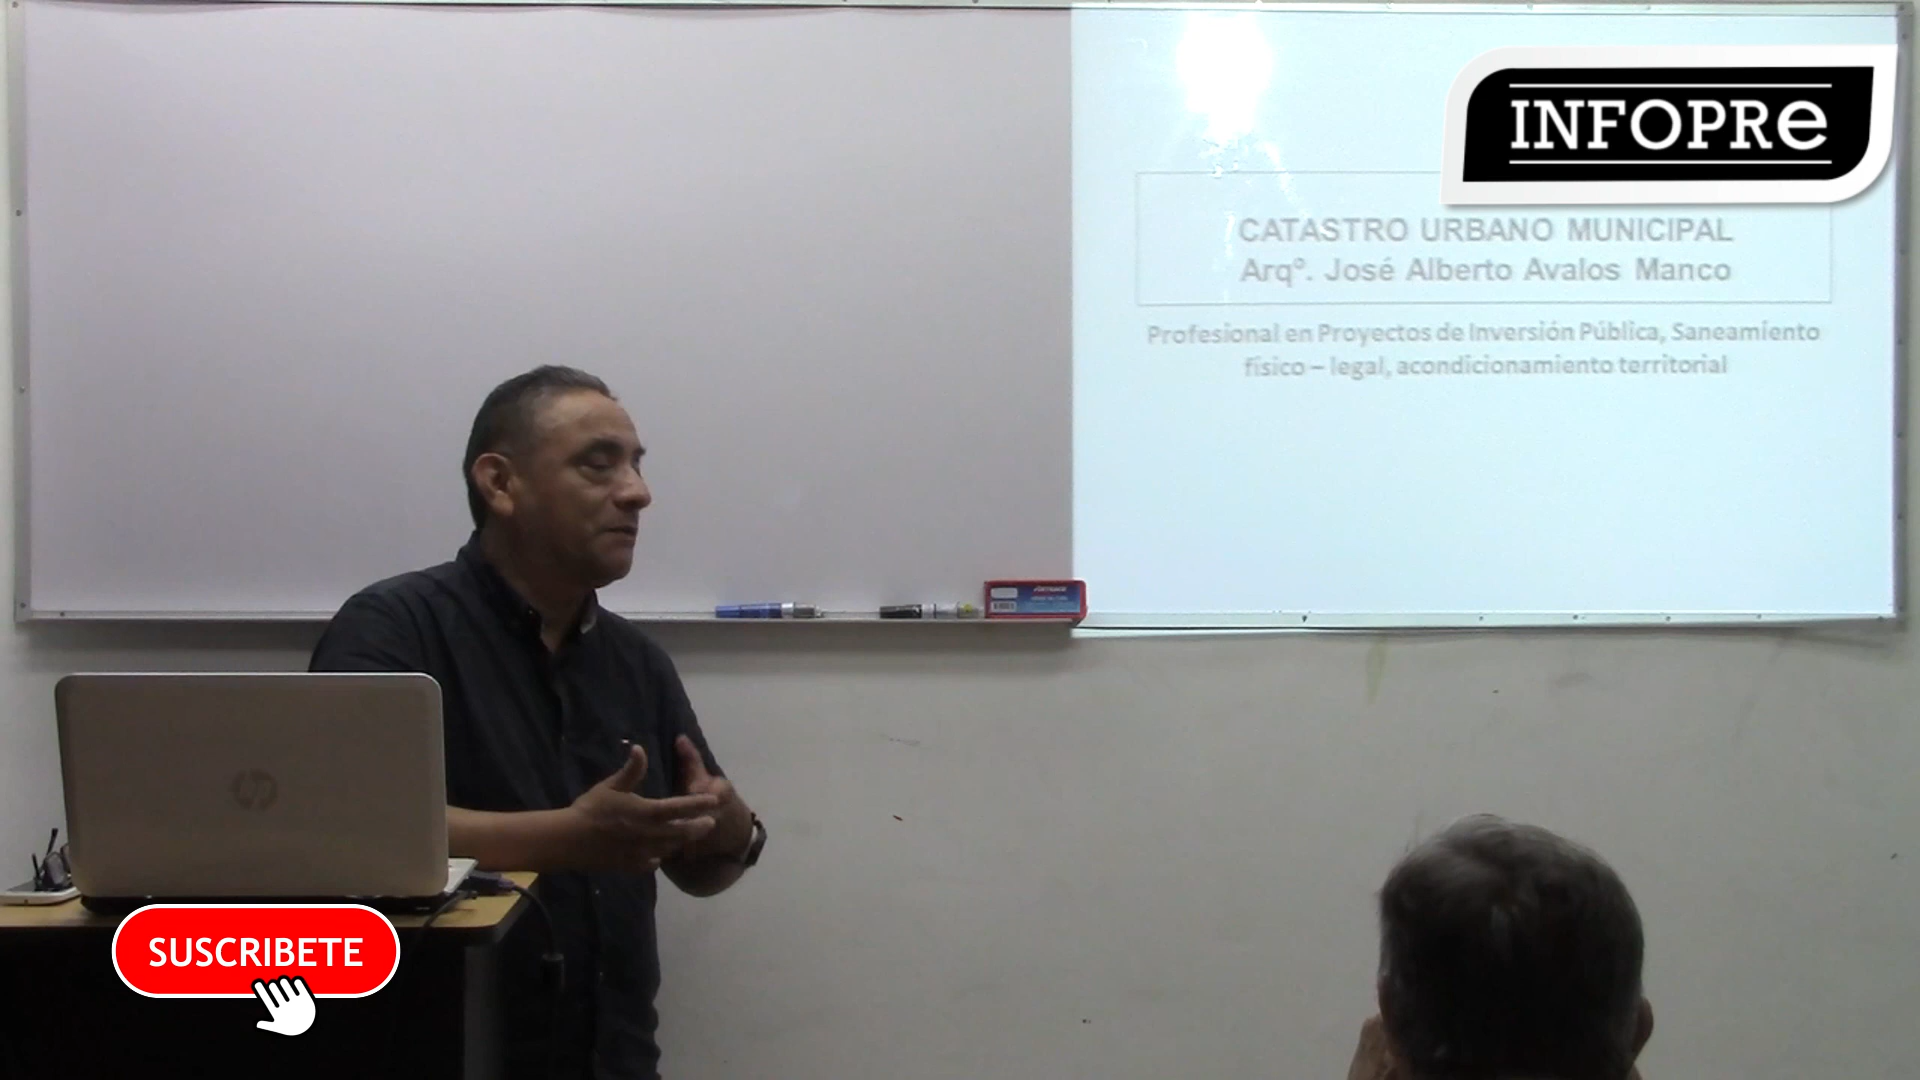 INFOPRe
CATASTRO URBANO MUNICIPAL
Arqº. José Alberto Avalos Manco
Profesional en Proyectos de Inversión Pública, Saneamiento
físico – legal, acondicionamiento territorial
hp
SUSCRIBETE